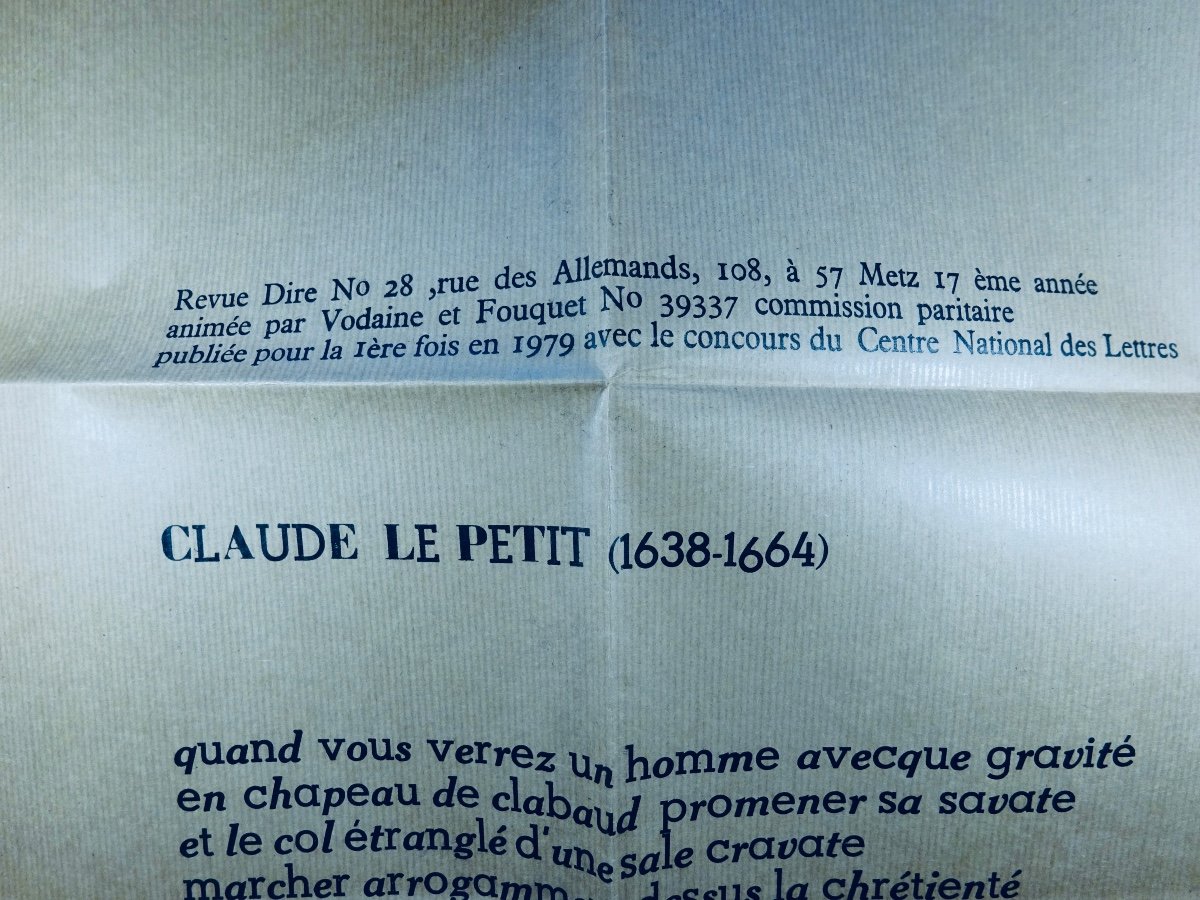 Revue Dire No 28 ,rue des Allemands, 108, à 57 Metz 17 ème année
animée par Vodaine et Fouquet No 39337 commission paritaire
publiée pour la 1ère fois en 1979 avec le concours du Centre National des Lettres
CLAUDE LE PETIT (1638-1664)
quand vous verrez un homme avecque gravité
en chapeau de clabaud promener sa savate
et le col étranglé d'une sale cravate
marcher dessus la chrétienté